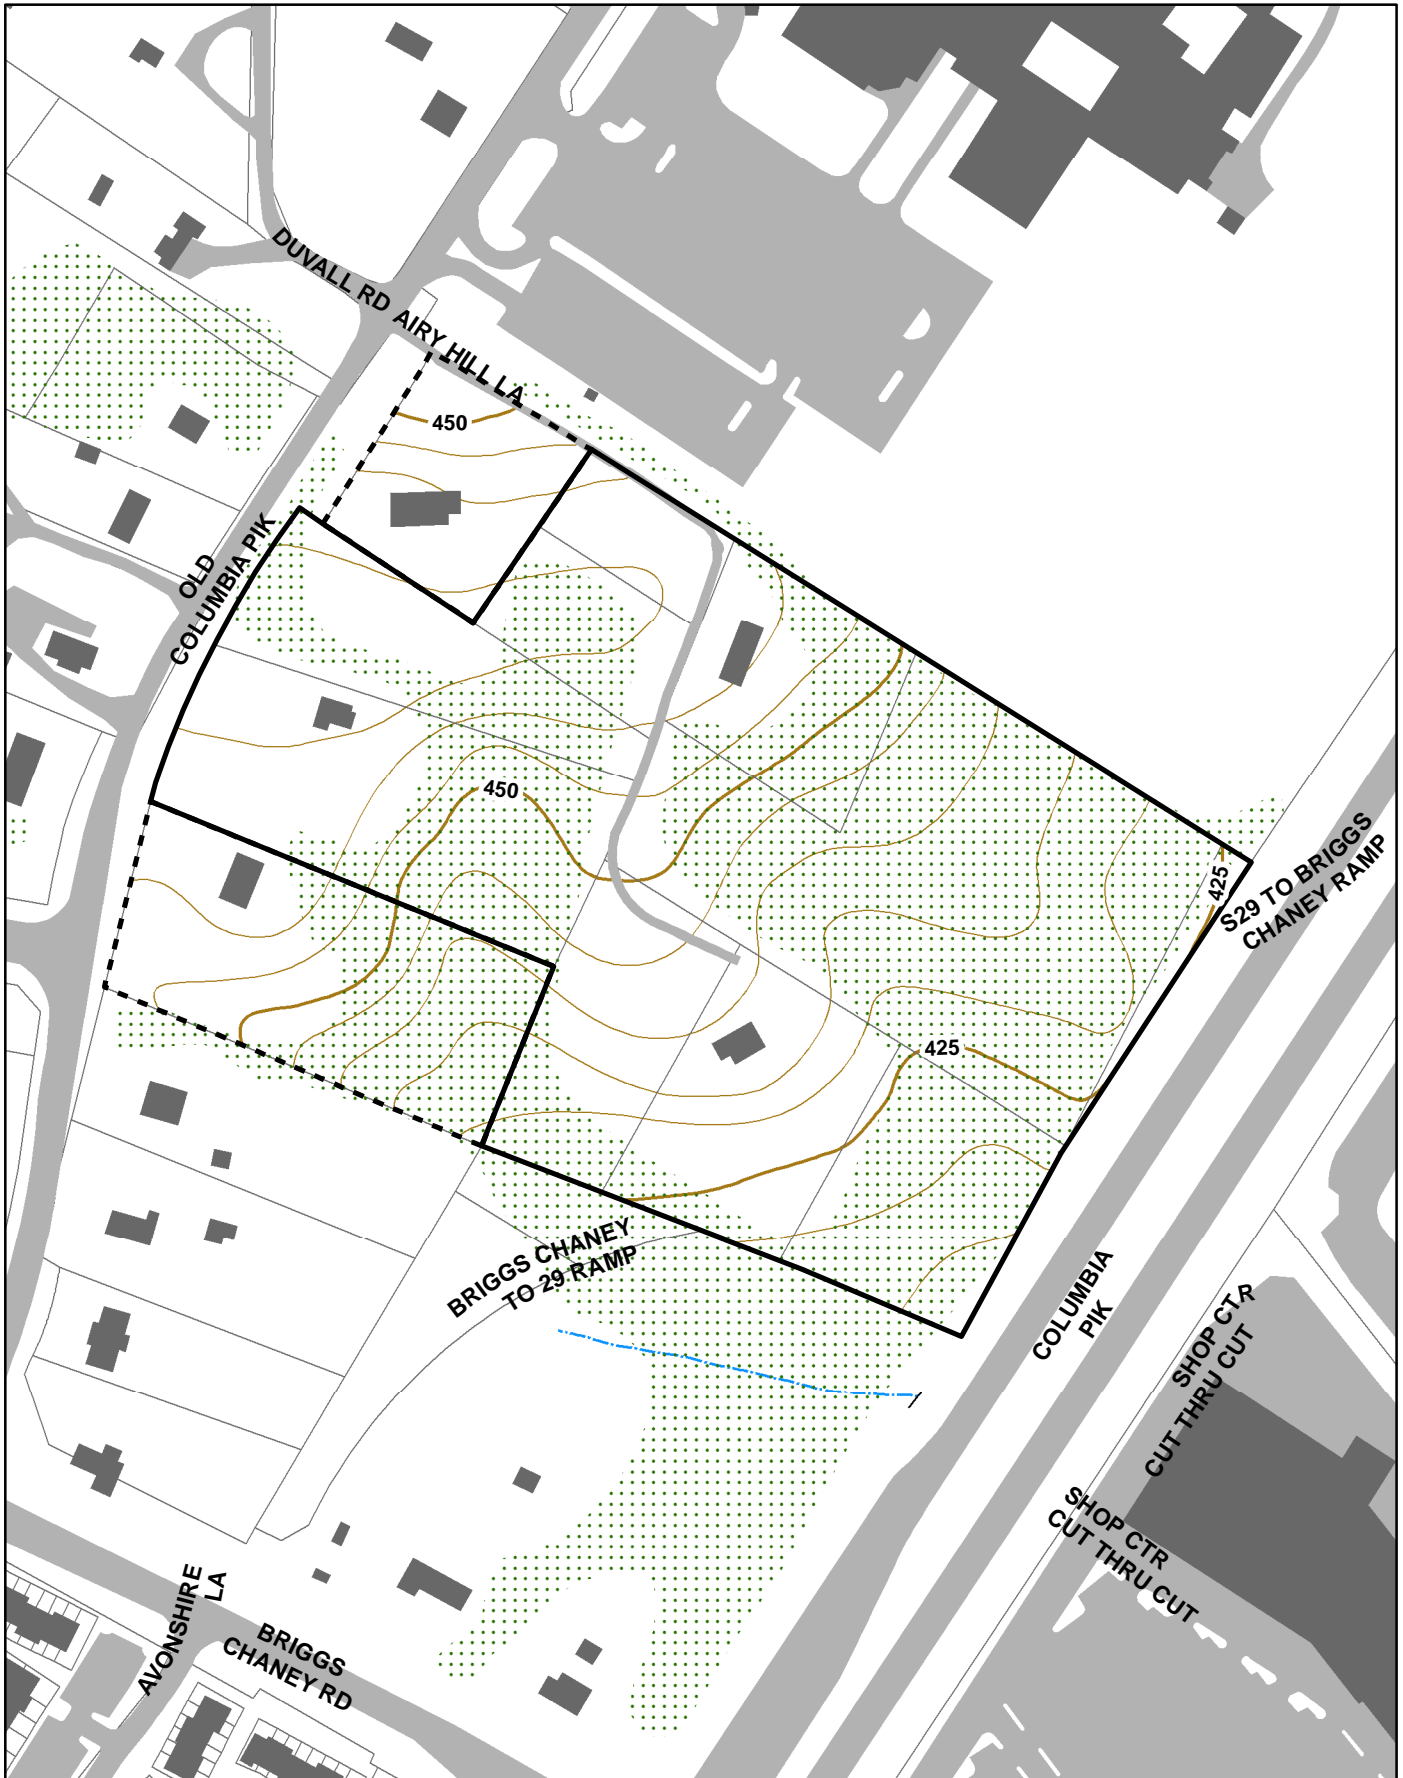 DUVALL RD
AIRY HILL LA
450
OLD
COLUMBIA PIK
450
425
S29 TO BRIGGS
CHANEY RAMP
425
BRIGGS CHANEY
TO 29 RAMP
COLUMBIA
PIK
SHOP CTR
CUT THRU CUT
SHOP CTR
CUT THRU CUT
AVONSHIRE
LA
BRIGGS
CHANEY RD